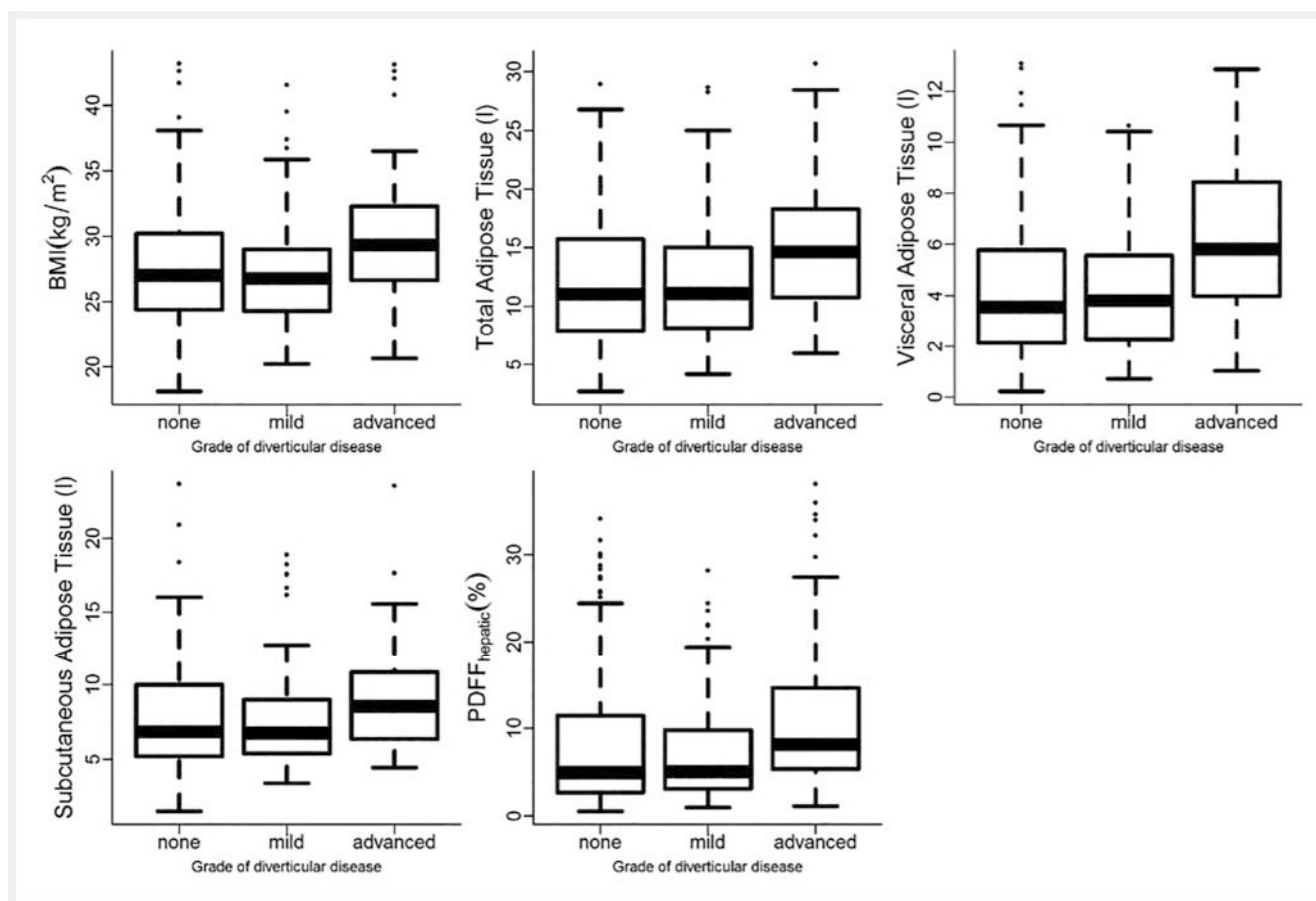 BMI(kg/m²)
40
35
30
25
20
none mild advanced
Grade of diverticular disease
Total Adipose Tissue (l)
30
25
20
15
10
5
none mild advanced
Grade of diverticular disease
Visceral Adipose Tissue (l)
12
10
8
6
4
2
0
none mild advanced
Grade of diverticular disease
Subcutaneous Adipose Tissue (l)
20
15
10
5
none mild advanced
Grade of diverticular disease
PDFFhepatic(%)
30
20
10
0
none mild advanced
Grade of diverticular disease